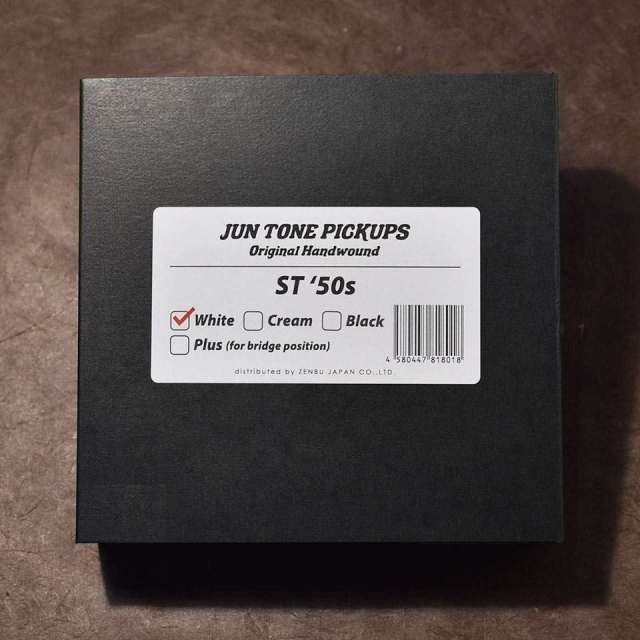 JUN TONE PICKUPS
Original Handwound
ST ‘50s
White Cream Black
Plus (for bridge position)
4 580447 818018
distributed by ZENBU JAPAN CO.,LTD.